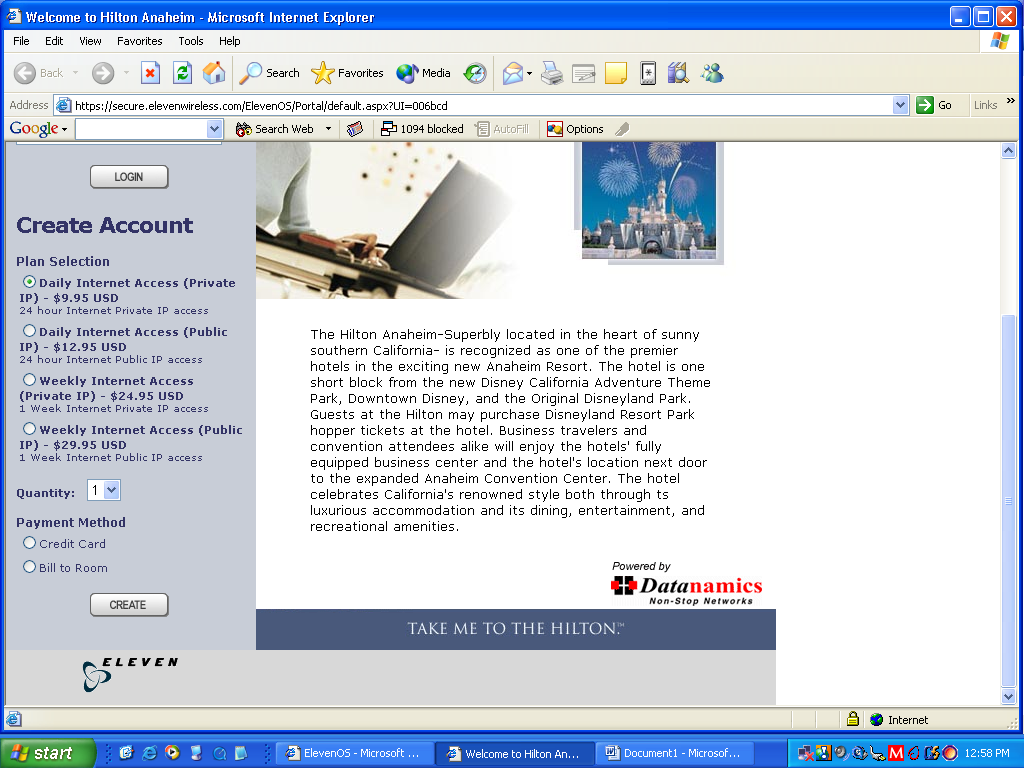 Welcome to Hilton Anaheim - Microsoft Internet Explorer
File Edit View Favorites Tools Help
Back Search Favorites Media
Address https://secure.elevenwireless.com/ElevenOS/Portal/default.aspx?UI=006bcd Go Links »
Google Search Web 1094 blocked AutoFill Options
LOGIN
Create Account
Plan Selection
Daily Internet Access (Private
IP) - $9.95 USD
24 hour Internet Private IP access
Daily Internet Access (Public
IP) - $12.95 USD
24 hour Internet Public IP access
Weekly Internet Access
(Private IP) - $24.95 USD
1 Week Internet Private IP access
Weekly Internet Access (Public
IP) - $29.95 USD
1 Week Internet Public IP access
Quantity: 1
Payment Method
Credit Card
Bill to Room
CREATE
The Hilton Anaheim-Superbly located in the heart of sunny
southern California- is recognized as one of the premier
hotels in the exciting new Anaheim Resort. The hotel is one
short block from the new Disney California Adventure Theme
Park, Downtown Disney, and the Original Disneyland Park.
Guests at the Hilton may purchase Disneyland Resort Park
hopper tickets at the hotel. Business travelers and
convention attendees alike will enjoy the hotels' fully
equipped business center and the hotel's location next door
to the expanded Anaheim Convention Center. The hotel
celebrates California's renowned style both through ts
luxurious accommodation and its dining, entertainment, and
recreational amenities.
Powered by
Datanamics
Non-Stop Networks
TAKE ME TO THE HILTON.™
ELEVEN
Internet
start ElevenOS - Microsoft ... Welcome to Hilton An... Document1 - Microsof... 12:58 PM